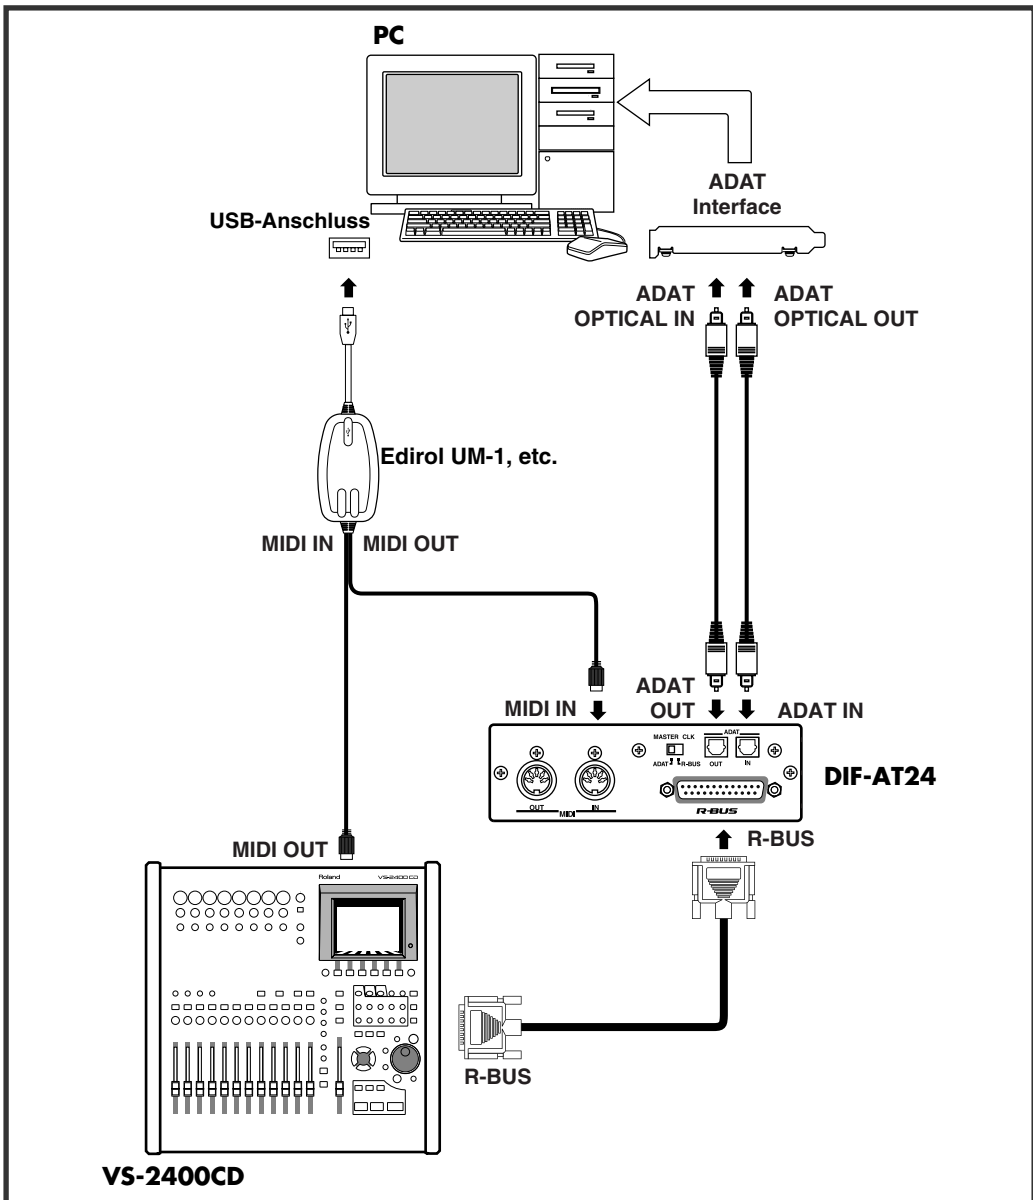 PC
ADAT
Interface
USB-Anschluss
ADAT
OPTICAL IN
ADAT
OPTICAL OUT
Edirol UM-1, etc.
MIDI IN
MIDI OUT
MIDI IN
ADAT
OUT
ADAT IN
MASTER CLK
ADAT
R-BUS
ADAT
OUT
IN
DIF-AT24
OUT
MIDI
IN
R-BUS
R-BUS
MIDI OUT
Roland
VS-2400CD
R-BUS
VS-2400CD